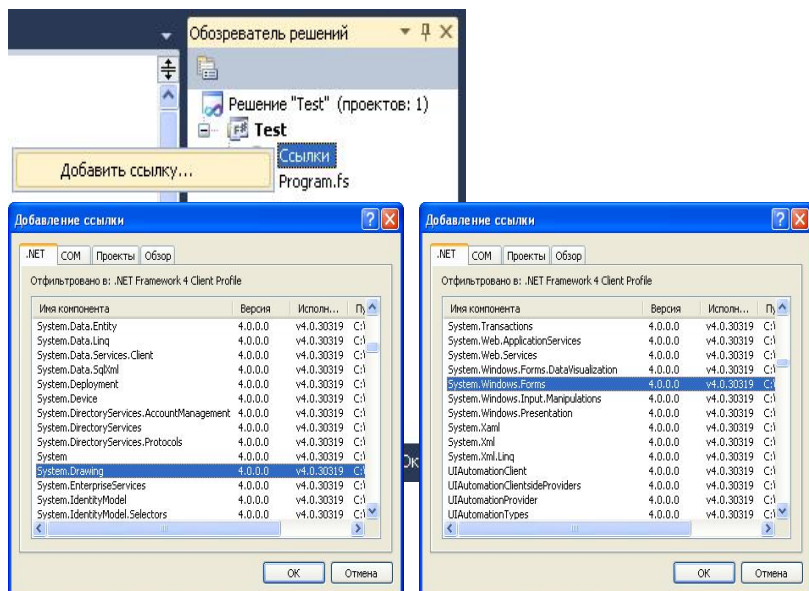 Обозреватель решений
Решение "Test" (проектов: 1)
Test
Ссылки
Добавить ссылку...
Program.fs
Добавление ссылки
.NET COM Проекты Обзор
Отфильтровано в: .NET Framework 4 Client Profile
Имя компонента Версия Исполн...
System.Data.Entity 4.0.0.0 v4.0.30319 C:\
System.Data.Linq 4.0.0.0 v4.0.30319 C:\
System.Data.Services.Client 4.0.0.0 v4.0.30319 C:\
System.Data.SqlXml 4.0.0.0 v4.0.30319 C:\
System.Deployment 4.0.0.0 v4.0.30319 C:\
System.Device 4.0.0.0 v4.0.30319 C:\
System.DirectoryServices.AccountManagement 4.0.0.0 v4.0.30319 C:\
System.DirectoryServices 4.0.0.0 v4.0.30319 C:\
System.DirectoryServices.Protocols 4.0.0.0 v4.0.30319 C:\
System 4.0.0.0 v4.0.30319 C:\
System.Drawing 4.0.0.0 v4.0.30319 C:\
System.EnterpriseServices 4.0.0.0 v4.0.30319 C:\
System.IdentityModel 4.0.0.0 v4.0.30319 C:\
System.IdentityModel.Selectors 4.0.0.0 v4.0.30319 C:\
OK Отмена
Добавление ссылки
.NET COM Проекты Обзор
Отфильтровано в: .NET Framework 4 Client Profile
Имя компонента Версия Исполн...
System.Transactions 4.0.0.0 v4.0.30319 C:\
System.Web.ApplicationServices 4.0.0.0 v4.0.30319 C:\
System.Web.Services 4.0.0.0 v4.0.30319 C:\
System.Windows.Forms.DataVisualization 4.0.0.0 v4.0.30319 C:\
System.Windows.Forms 4.0.0.0 v4.0.30319 C:\
System.Windows.Input.Manipulations 4.0.0.0 v4.0.30319 C:\
System.Windows.Presentation 4.0.0.0 v4.0.30319 C:\
System.Xaml 4.0.0.0 v4.0.30319 C:\
System.Xml 4.0.0.0 v4.0.30319 C:\
System.Xml.Linq 4.0.0.0 v4.0.30319 C:\
UIAutomationClient 4.0.0.0 v4.0.30319 C:\
UIAutomationClientsideProviders 4.0.0.0 v4.0.30319 C:\
UIAutomationProvider 4.0.0.0 v4.0.30319 C:\
UIAutomationTypes 4.0.0.0 v4.0.30319 C:\
OK Отмена